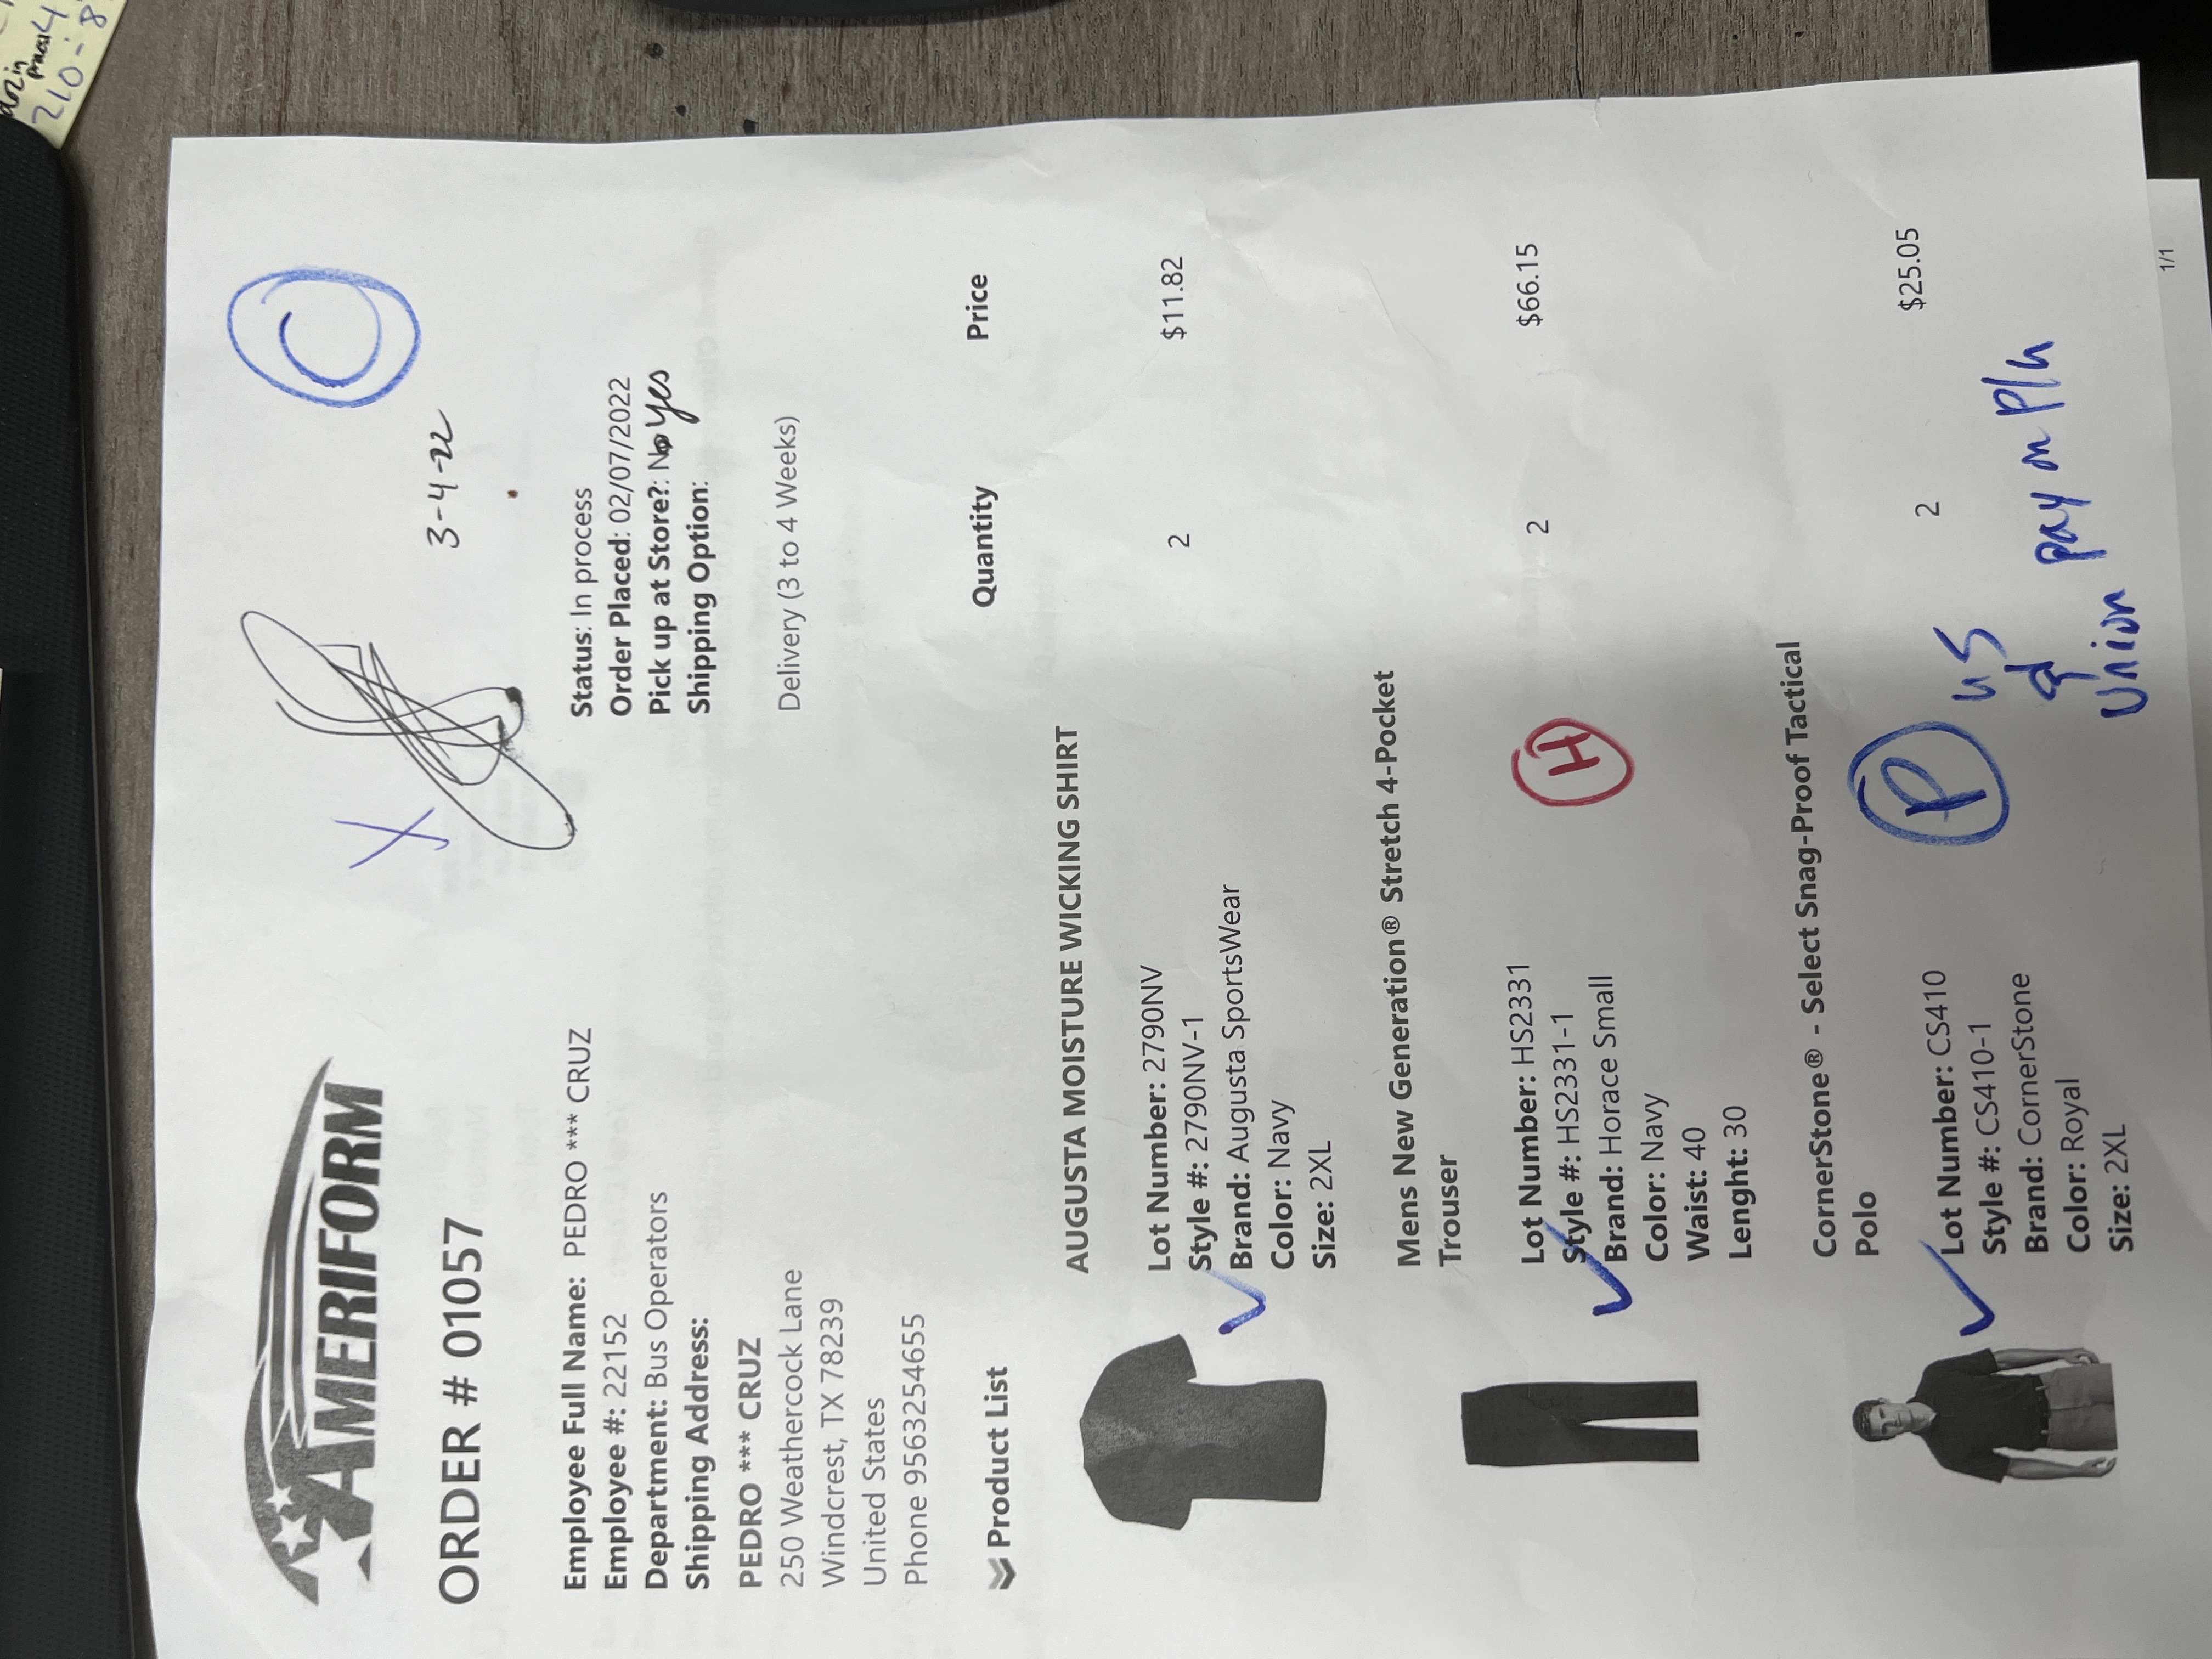 AMERIFORM
ORDER # 01057
3-4-22
X
Employee Full Name: PEDRO *** CRUZ
Employee #: 22152
Department: Bus Operators
Shipping Address:
PEDRO *** CRUZ
250 Weathercock Lane
Windcrest, TX 78239
United States
Phone 9563254655
Status: In process
Order Placed: 02/07/2022
Pick up at Store?: No yes
Shipping Option:
Delivery (3 to 4 Weeks)
Product List Quantity Price
AUGUSTA MOISTURE WICKING SHIRT
2 $11.82
Lot Number: 2790NV
Style #: 2790NV-1
Brand: Augusta SportsWear
Color: Navy
Size: 2XL
Mens New Generation® Stretch 4-Pocket
Trouser
2 $66.15
Lot Number: HS2331
Style #: HS2331-1
Brand: Horace Small
Color: Navy
Waist: 40
Lenght: 30
H
CornerStone® - Select Snag-Proof Tactical
Polo
2 $25.05
Lot Number: CS410
Style #: CS410-1
Brand: CornerStone
Color: Royal
Size: 2XL
P
us
pay
Union
1/1